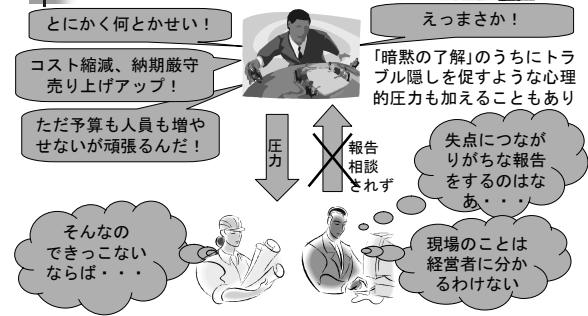 とにかく何とかせい！
えっまさか！
コスト縮減、納期厳守
売り上げアップ！
「暗黙の了解」のうちにトラ
ブル隠しを促すような心理
的圧力も加えることもあり
ただ予算も人員も増や
せないが頑張るんだ！
圧力
報告
相談
されず
失点につなが
りがちな報告
をするのはな
あ・・・
そんなの
できっこない
ならば・・・
現場のことは
経営者に分か
るわけない